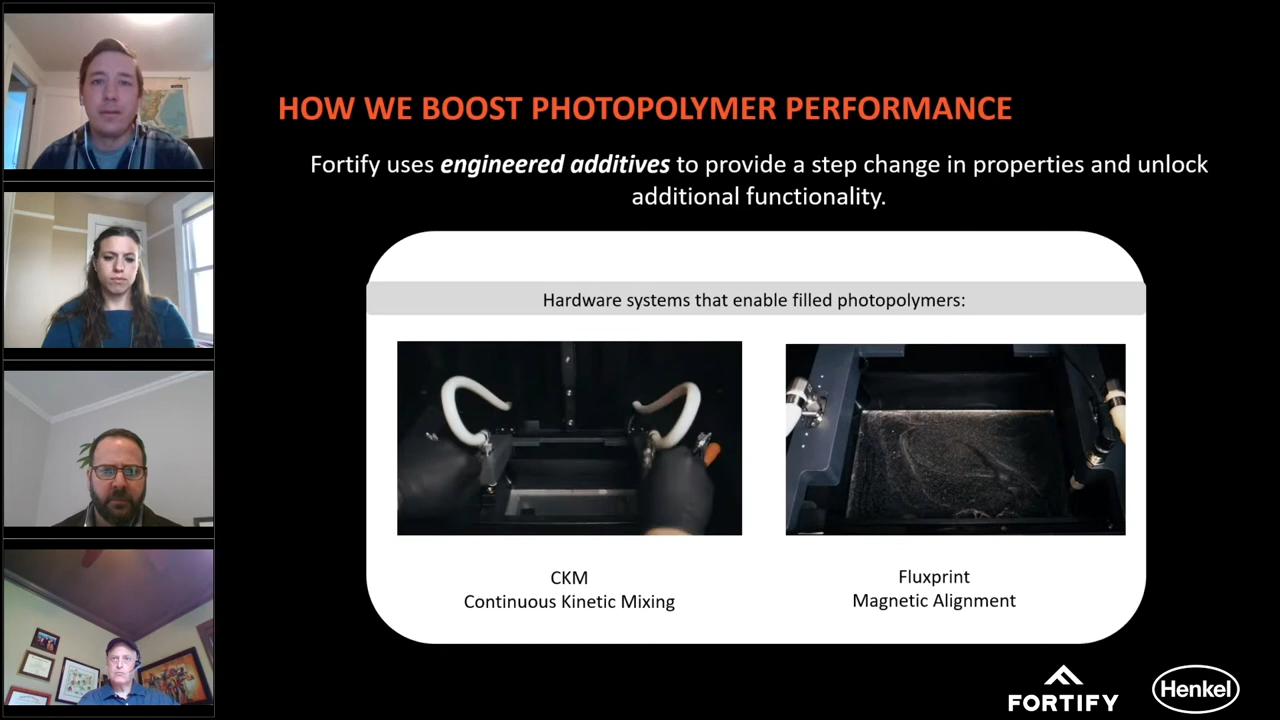 HOW WE BOOST PHOTOPOLYMER PERFORMANCE
Fortify uses engineered additives to provide a step change in properties and unlock
additional functionality.
Hardware systems that enable filled photopolymers:
CKM
Continuous Kinetic Mixing
Fluxprint
Magnetic Alignment
FORTIFY
Henkel